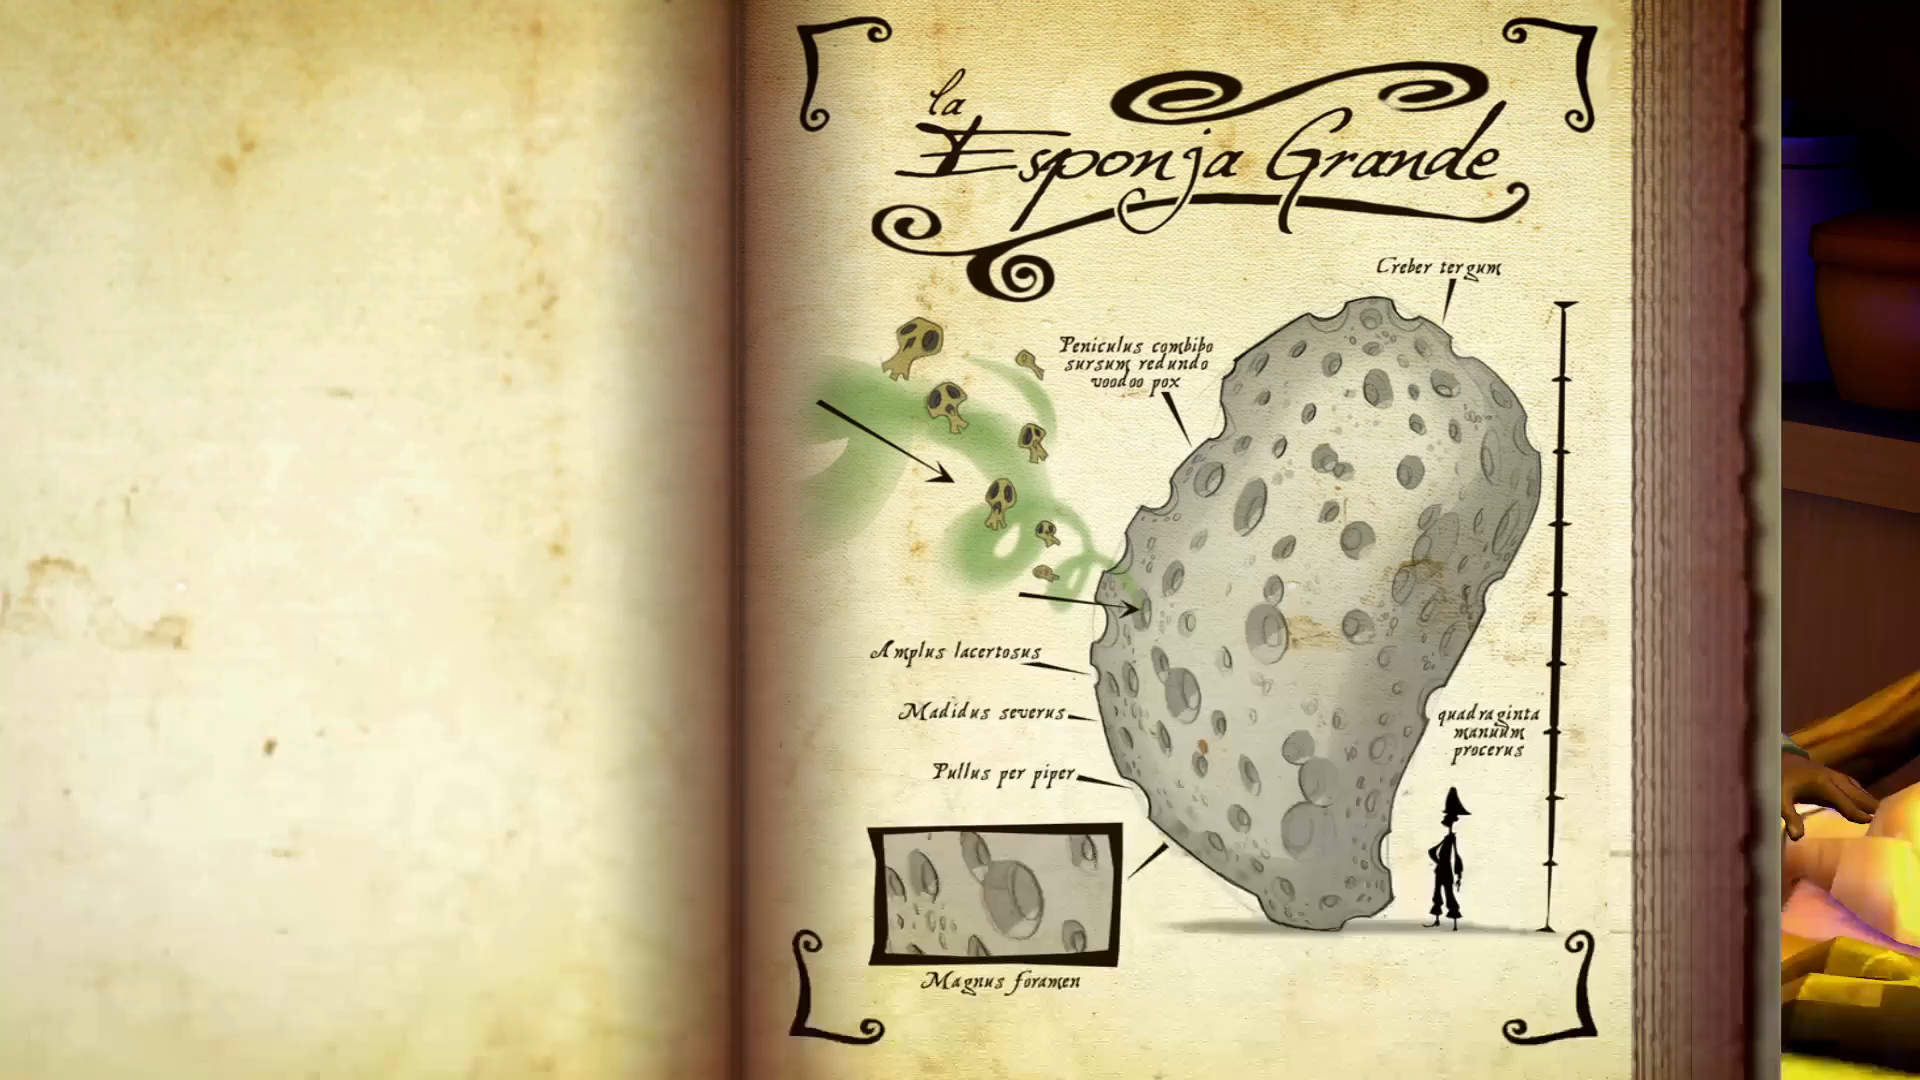 la
Esponja Grande
Creber tergum
Peniculus combibo
sursum redundo
voodoo pox
Amplus lacertosus
Madidus severus
Pullus per piper
quadraginta
manuum
procerus
Magnus foramen